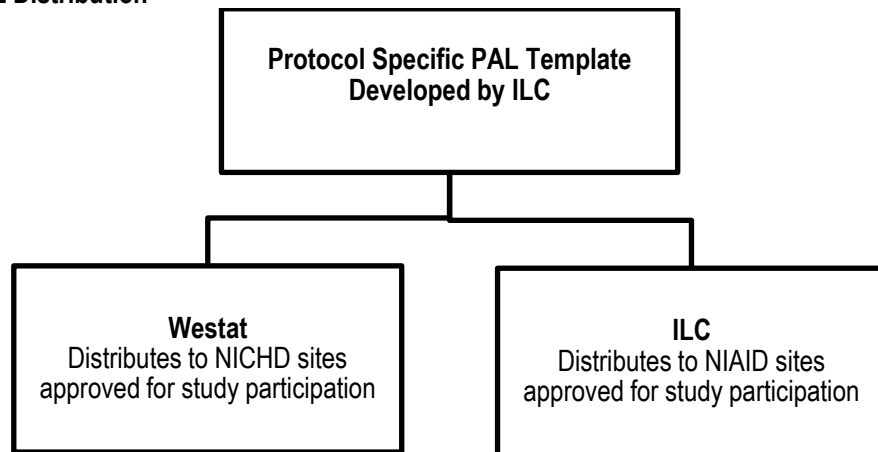 Distribution
Protocol Specific PAL Template
Developed by ILC
Westat
Distributes to NICHD sites
approved for study participation
ILC
Distributes to NIAID sites
approved for study participation